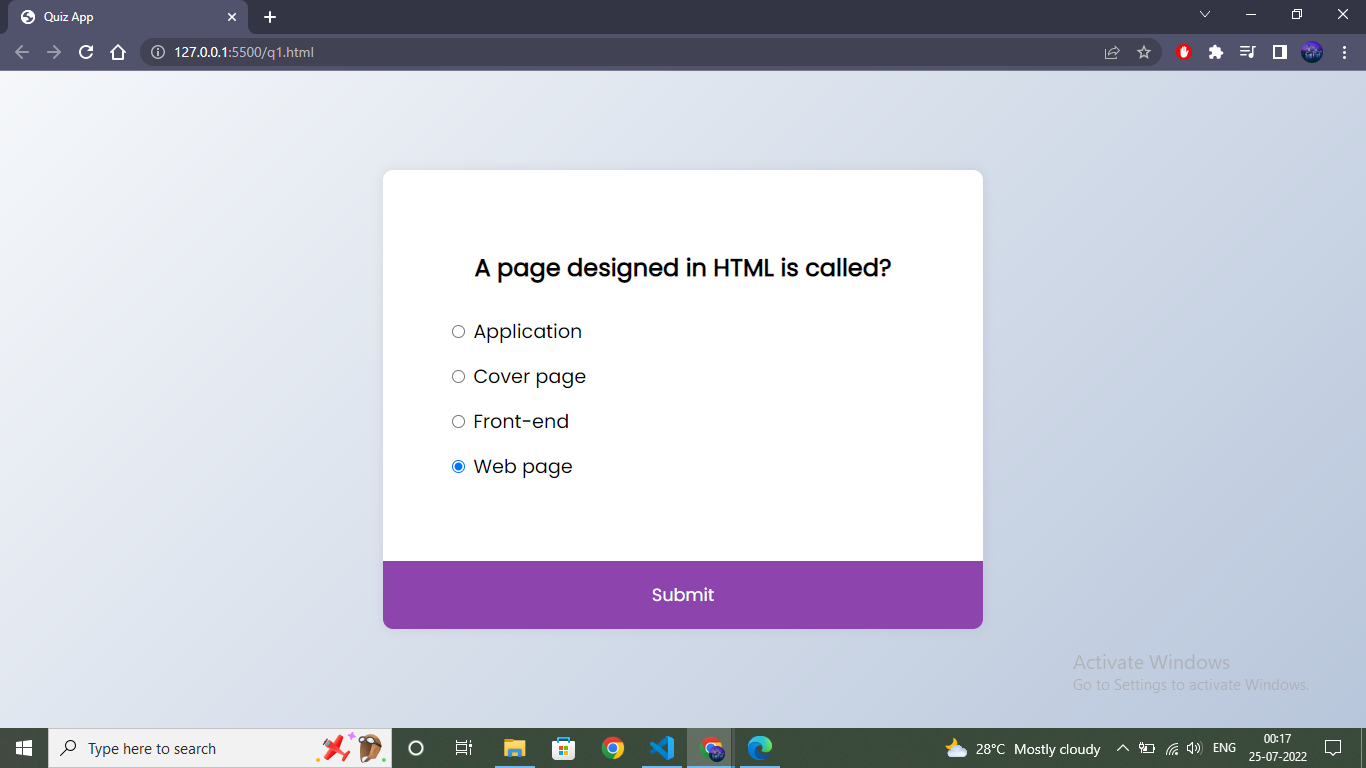 Quiz App
127.0.0.1:5500/q1.html
A page designed in HTML is called?
Application
Cover page
Front-end
Web page
Submit
Activate Windows
Go to Settings to activate Windows.
Type here to search
28°C Mostly cloudy
ENG
00:17
25-07-2022